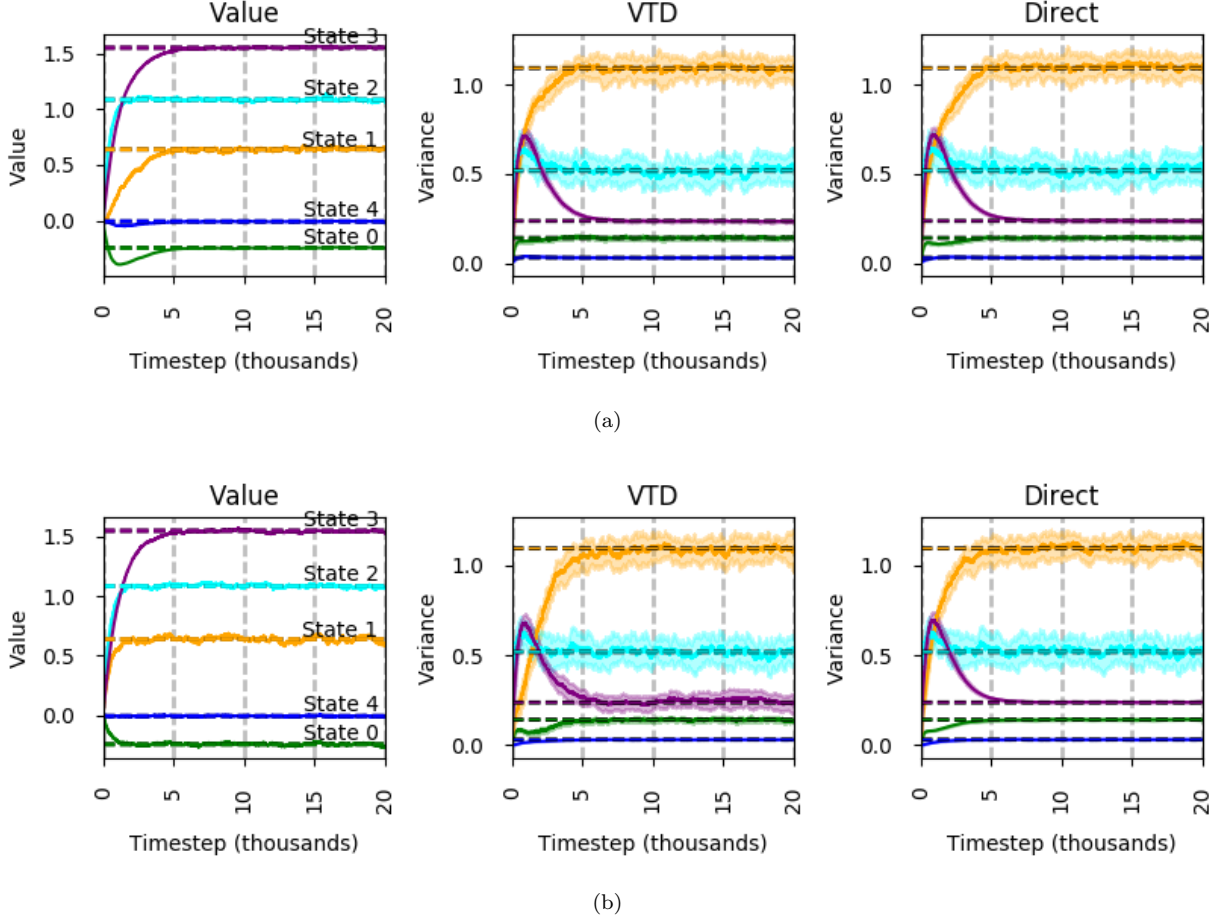 Value
VTD
Direct
Value
1.5
1.0
0.5
0.0
State 3
State 2
State 1
State 4
State 0
0
5
10
15
20
Timestep (thousands)
Variance
1.0
0.5
0.0
0
5
10
15
20
Timestep (thousands)
Variance
1.0
0.5
0.0
0
5
10
15
20
Timestep (thousands)
(a)
Value
VTD
Direct
Value
1.5
1.0
0.5
0.0
State 3
State 2
State 1
State 4
State 0
0
5
10
15
20
Timestep (thousands)
Variance
1.0
0.5
0.0
0
5
10
15
20
Timestep (thousands)
Variance
1.0
0.5
0.0
0
5
10
15
20
Timestep (thousands)
(b)